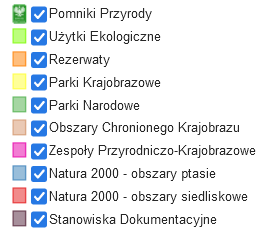 Pomniki Przyrody
Użytki Ekologiczne
Rezerwaty
Parki Krajobrazowe
Parki Narodowe
Obszary Chronionego Krajobrazu
Zespoły Przyrodniczo-Krajobrazowe
Natura 2000 - obszary ptasie
Natura 2000 - obszary siedliskowe
Stanowiska Dokumentacyjne